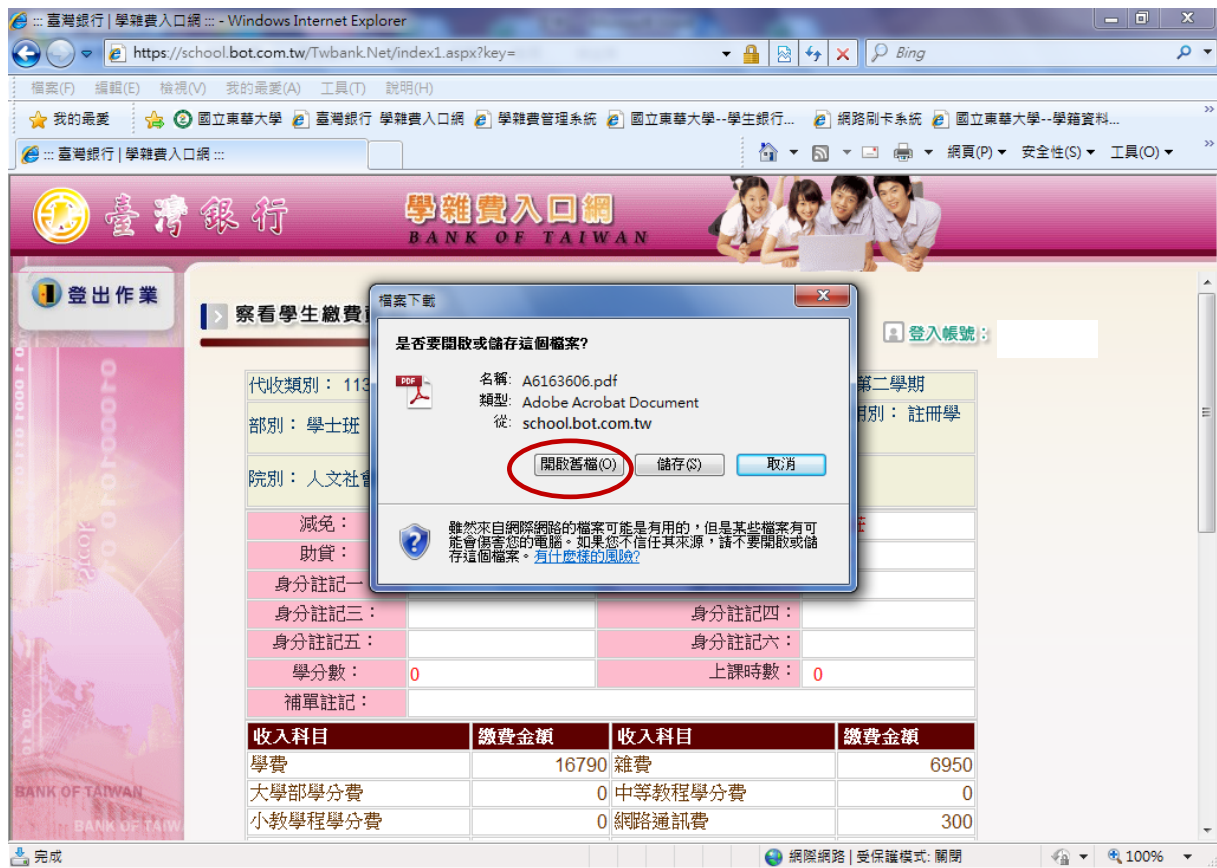 ::: 臺灣銀行 | 學雜費入口網 ::: - Windows Internet Explorer
https://school.bot.com.tw/Twbank.Net/index1.aspx?key=
Bing
檔案(F) 編輯(E) 檢視(V) 我的最愛(A) 工具(T) 說明(H)
我的最愛 國立東華大學 臺灣銀行 學雜費入口網 學雜費管理系統 國立東華大學--學生銀行... 網路刷卡系統 國立東華大學--學籍資料... »
::: 臺灣銀行 | 學雜費入口網 ::: 網頁(P) 安全性(S) 工具(O) »
臺灣銀行 學雜費入口網
BANK OF TAIWAN
登出作業
察看學生繳費
登入帳號:
檔案下載
是否要開啟或儲存這個檔案?
PDF
名稱: A6163606.pdf
類型: Adobe Acrobat Document
從: school.bot.com.tw
開啟舊檔(O) 儲存(S) 取消
雖然來自網際網路的檔案可能是有用的,但是某些檔案有可
能會傷害您的電腦。如果您不信任其來源,請不要開啟或儲
存這個檔案。有什麼樣的風險?
代收類別: 113 第二學期
部別: 學士班 別: 註冊學
院別: 人文社會
減免:
助貸:
身分註記一
身分註記三: 身分註記四:
身分註記五: 身分註記六:
學分數: 0 上課時數: 0
補單註記:
收入科目 繳費金額 收入科目 繳費金額
學費 16790 雜費 6950
大學部學分費 0 中等教程學分費 0
小教學程學分費 0 網路通訊費 300
BANK OF TAIWAN
BANK OF TAIW
完成 網際網路 | 受保護模式: 關閉 100%